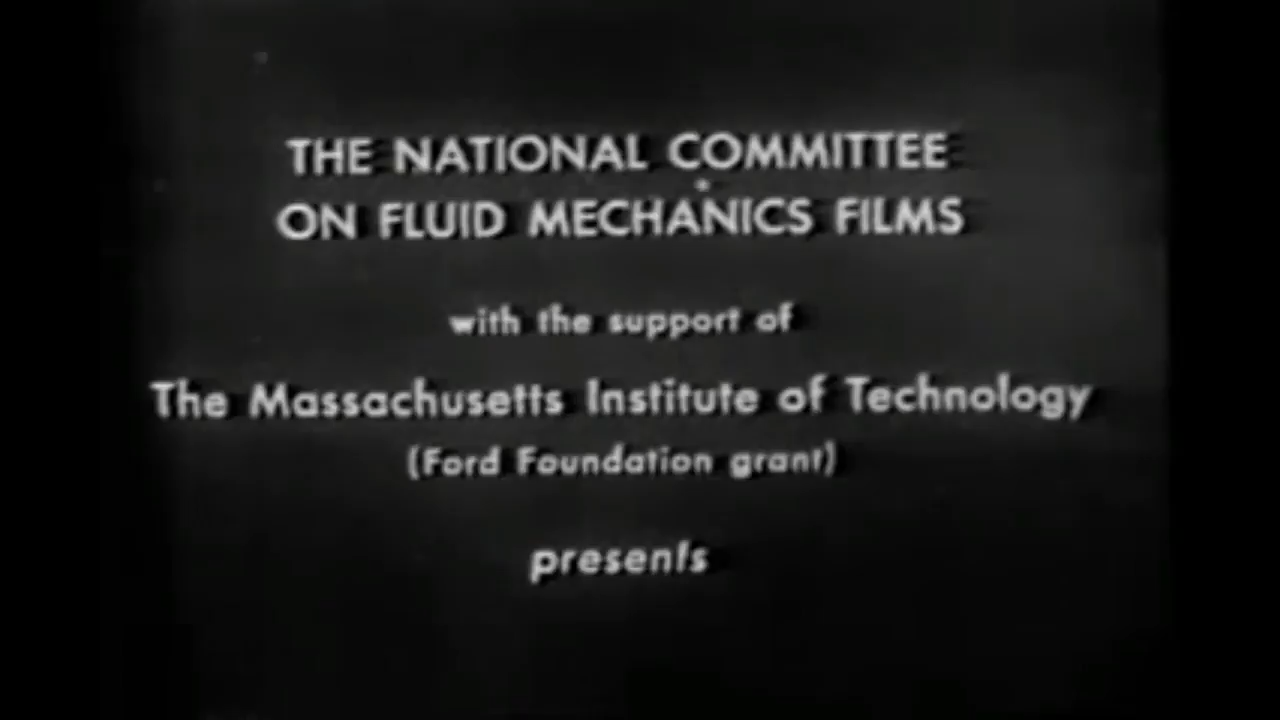 THE NATIONAL COMMITTEE
ON FLUID MECHANICS FILMS
with the support of
The Massachusetts Institute of Technology
(Ford Foundation grant)
presents